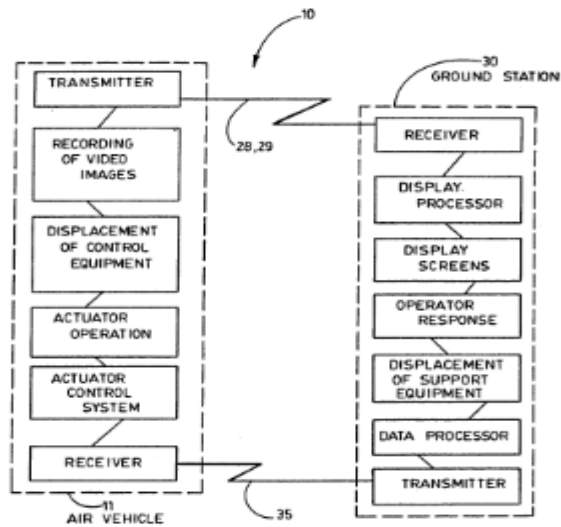 10
TRANSMITTER
RECORDING
OF VIDEO
IMAGES
DISPLACEMENT
OF CONTROL
EQUIPMENT
ACTUATOR
OPERATION
ACTUATOR
CONTROL
SYSTEM
RECEIVER
11
AIR VEHICLE
28,29
35
30
GROUND STATION
RECEIVER
DISPLAY.
PROCESSOR
DISPLAY
SCREENS
OPERATOR
RESPONSE
DISPLACEMENT
OF SUPPORT
EQUIPMENT
DATA PROCESSOR
TRANSMITTER